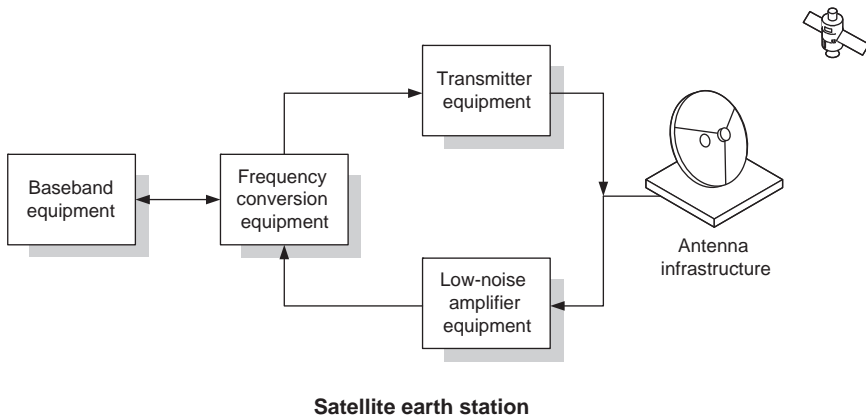 Transmitter
equipment
Baseband
equipment
Frequency
conversion
equipment
Low-noise
amplifier
equipment
Antenna
infrastructure
Satellite earth station